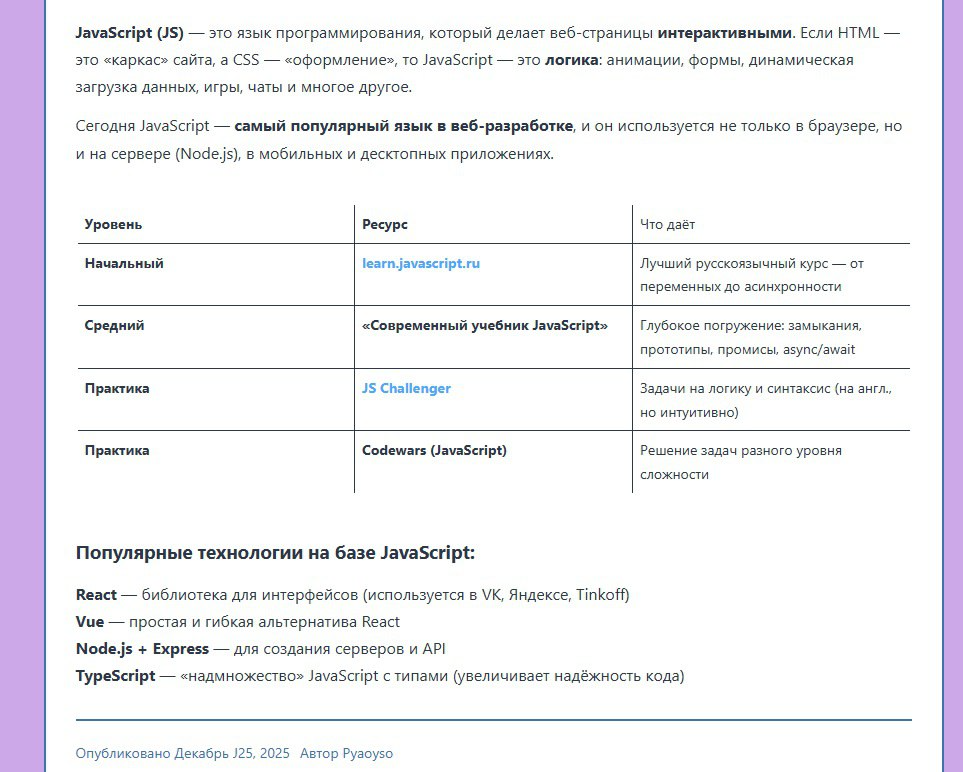 JavaScript (JS) — это язык программирования, который делает веб-страницы интерактивными. Если HTML —
это «каркас» сайта, а CSS — «оформление», то JavaScript — это логика: анимации, формы, динамическая
загрузка данных, игры, чаты и многое другое.
Сегодня JavaScript — самый популярный язык в веб-разработке, и он используется не только в браузере, но
и на сервере (Node.js), в мобильных и десктопных приложениях.
Уровень Ресурс Что даёт
Начальный learn.javascript.ru Лучший русскоязычный курс — от
переменных до асинхронности
Средний «Современный учебник JavaScript» Глубокое погружение: замыкания,
прототипы, промисы, async/await
Практика JS Challenger Задачи на логику и синтаксис (на англ.,
но интуитивно)
Практика Codewars (JavaScript) Решение задач разного уровня
сложности
Популярные технологии на базе JavaScript:
React — библиотека для интерфейсов (используется в VK, Яндексе, Tinkoff)
Vue — простая и гибкая альтернатива React
Node.js + Express — для создания серверов и API
TypeScript — «надмножество» JavaScript с типами (увеличивает надёжность кода)
Опубликовано Декабрь J25, 2025 Автор Pyaoyso